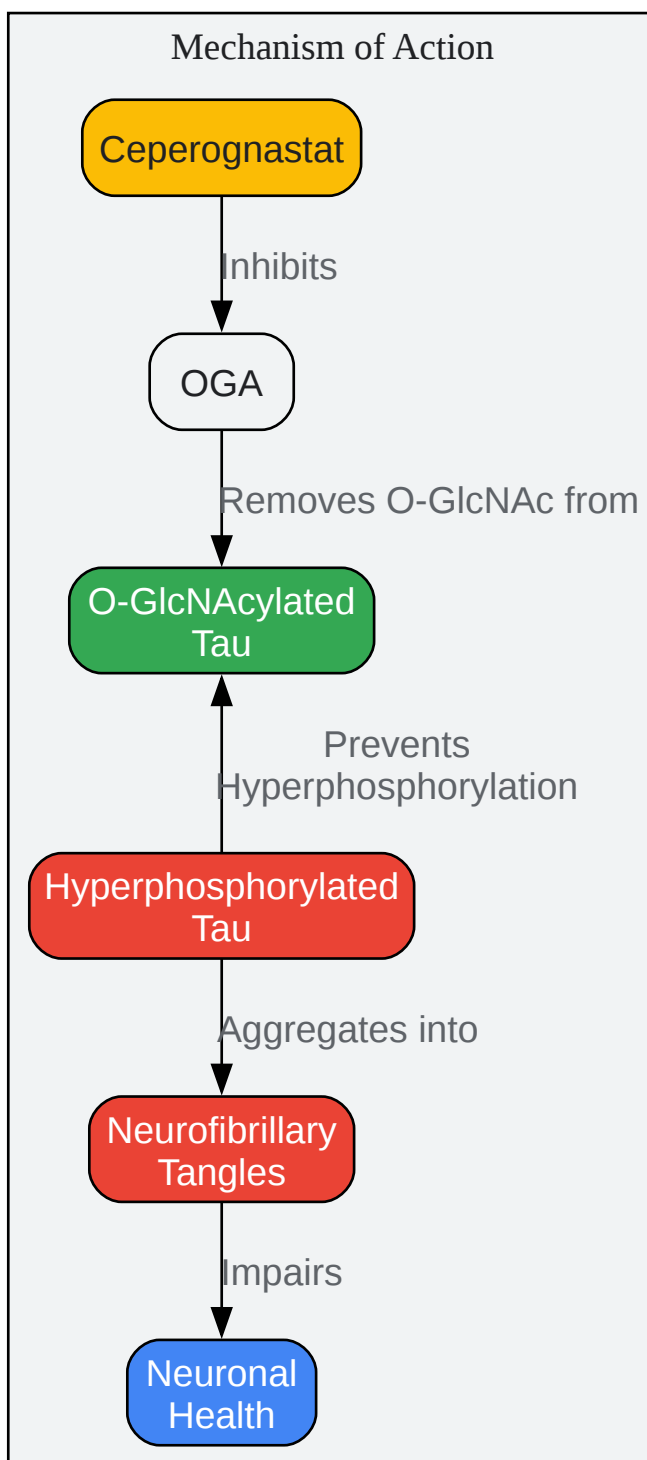 Mechanism of Action
Ceperognastat
Inhibits
OGA
Removes O-GlcNAc from
O-GlcNAcylated
Tau
Prevents
Hyperphosphorylation
Hyperphosphorylated
Tau
Aggregates into
Neurofibrillary
Tangles
Impairs
Neuronal
Health